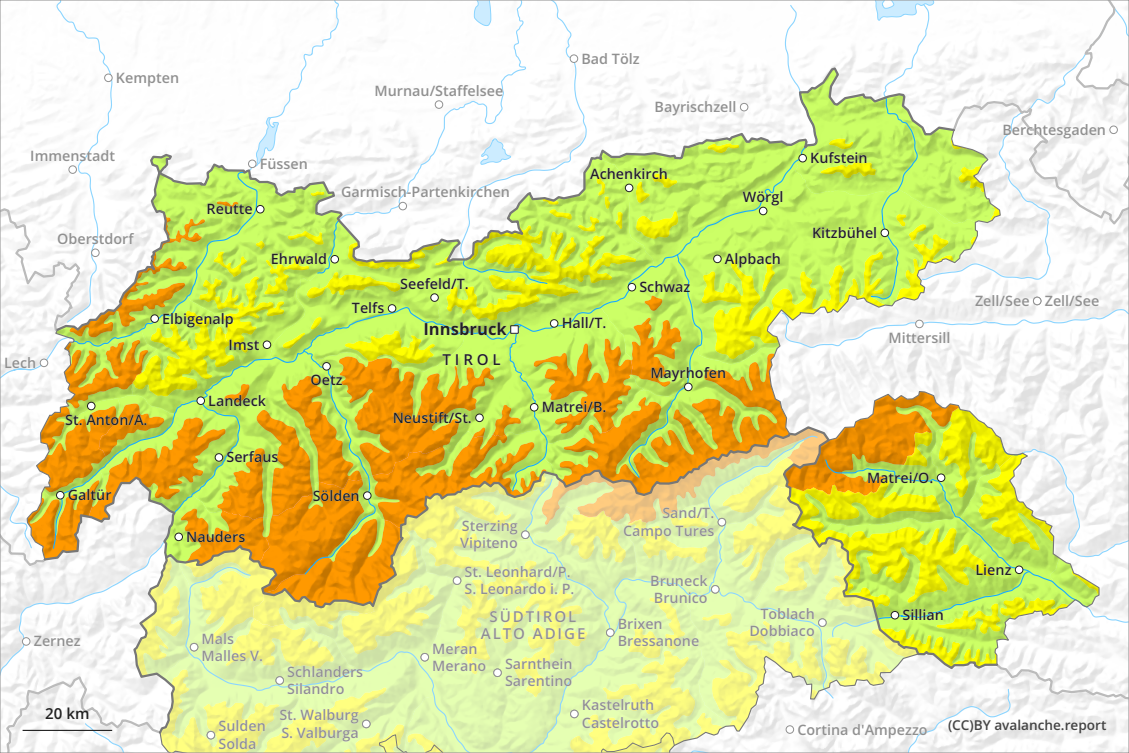 Kempten
Bad Tölz
Murnau/Staffelsee
Bayrischzell
Berchtesgaden
Immenstadt
Füssen
Kufstein
Achenkirch
Garmisch-Partenkirchen
Wörgl
Reutte
Oberstdorf
Kitzbühel
Ehrwald
Alpbach
Seefeld/T.
Schwaz
Telfs
Zell/See
Zell/See
Elbigenalp
Innsbruck
Hall/T.
Mittersill
Imst
TIROL
Lech
Oetz
Mayrhofen
Landeck
St. Anton/A.
Neustift/St.
Matrei/B.
Serfaus
Matrei/O.
Galtür
Sölden
Sand/T.
Campo Tures
Sterzing
Vipiteno
Nauders
St. Leonhard/P.
S. Leonardo i. P.
Bruneck
Brunico
Lienz
SÜDTIROL
ALTO ADIGE
Toblach
Dobbiaco
Sillian
Brixen
Bressanone
Zernez
Mals
Malles V.
Meran
Merano
Sarnthein
Sarentino
Schlanders
Silandro
Kastelruth
Castelrotto
20 km
St. Walburg
S. Valburga
Sulden
Solda
Cortina d'Ampezzo
(CC)BY avalanche.report